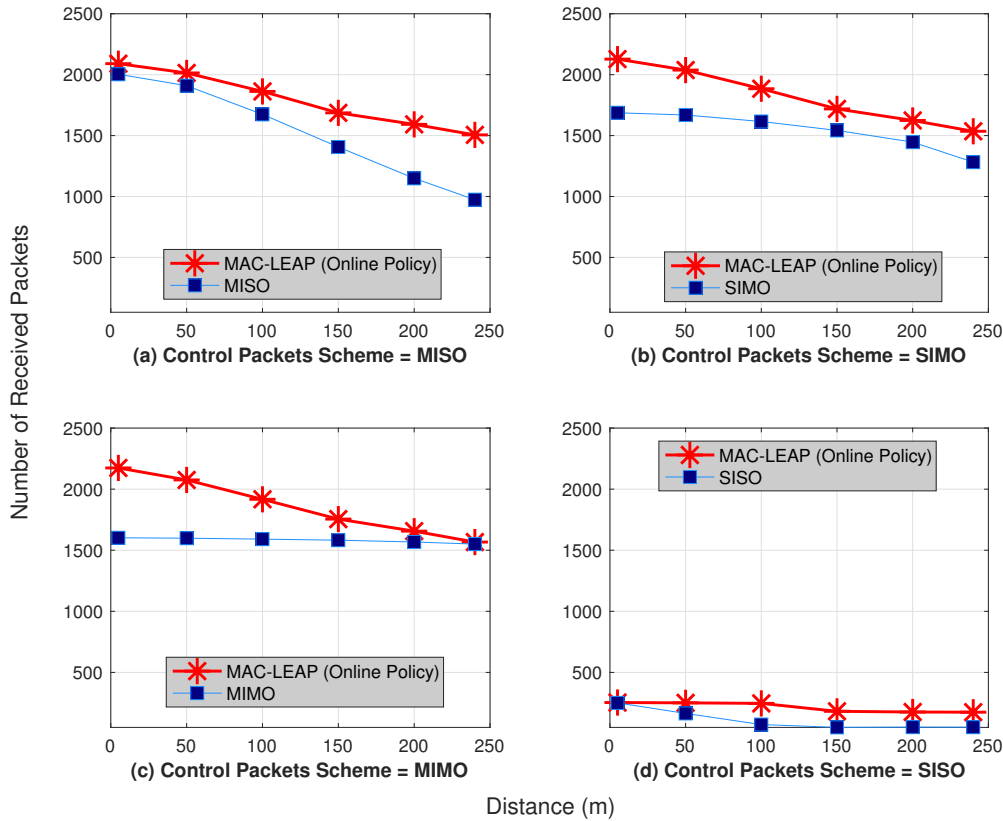 Number of Received Packets
2500
2000
1500
1000
500
0 50 100 150 200 250
MAC-LEAP (Online Policy)
MISO
(a) Control Packets Scheme = MISO
2500
2000
1500
1000
500
0 50 100 150 200 250
MAC-LEAP (Online Policy)
SIMO
(b) Control Packets Scheme = SIMO
2500
2000
1500
1000
500
0 50 100 150 200 250
MAC-LEAP (Online Policy)
MIMO
(c) Control Packets Scheme = MIMO
2500
2000
1500
1000
500
0 50 100 150 200 250
MAC-LEAP (Online Policy)
SISO
(d) Control Packets Scheme = SISO
Distance (m)